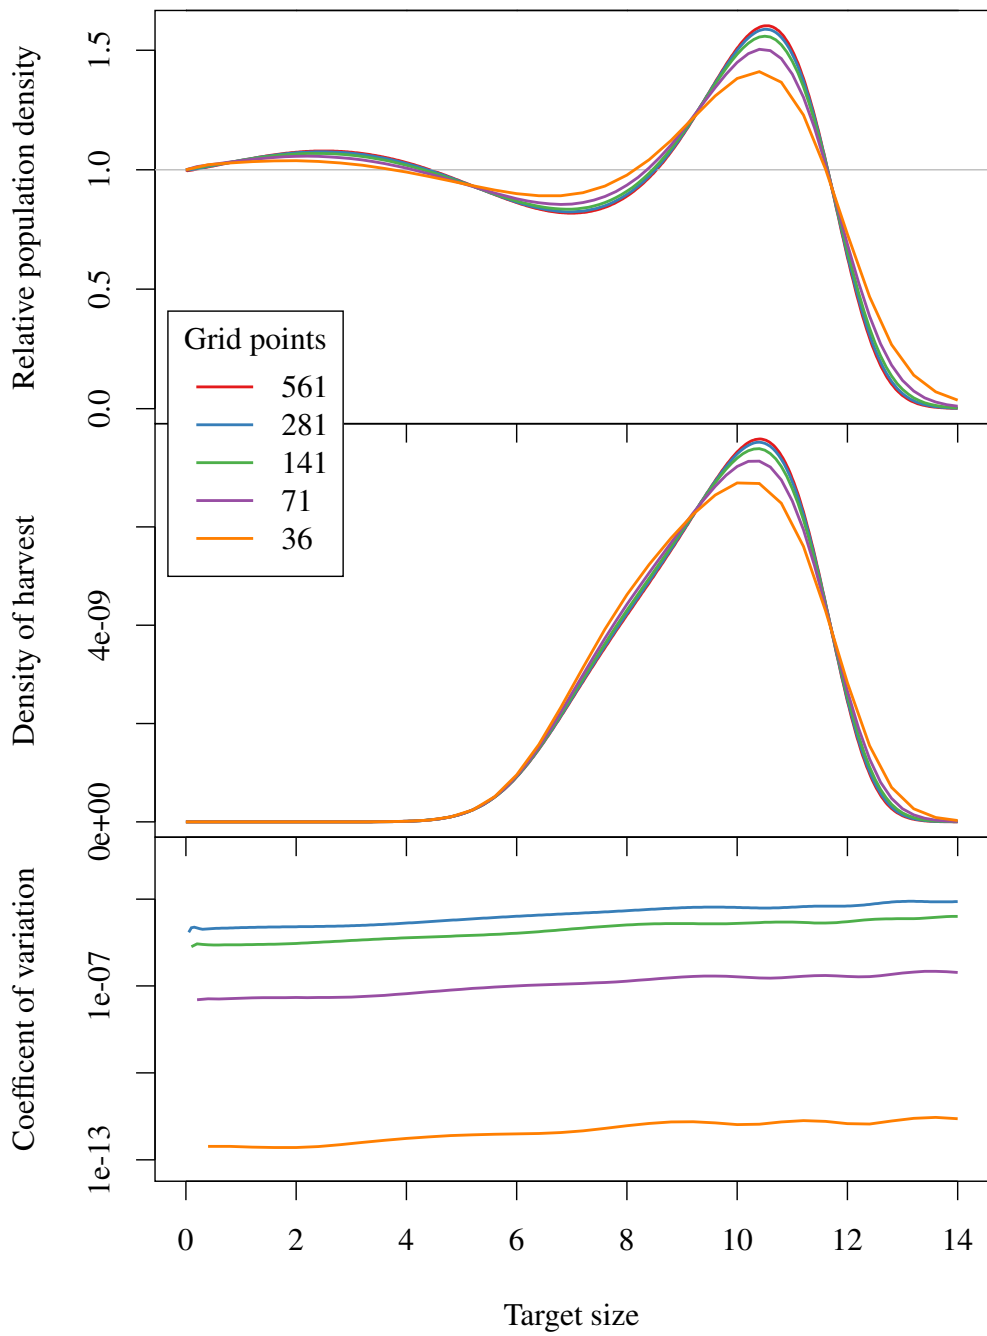 Relative population density
1.5
1.0
0.5
0.0
Grid points
561
281
141
71
36
Density of harvest
4e-09
0e+00
Coefficent of variation
1e-07
1e-13
0 2 4 6 8 10 12 14
Target size